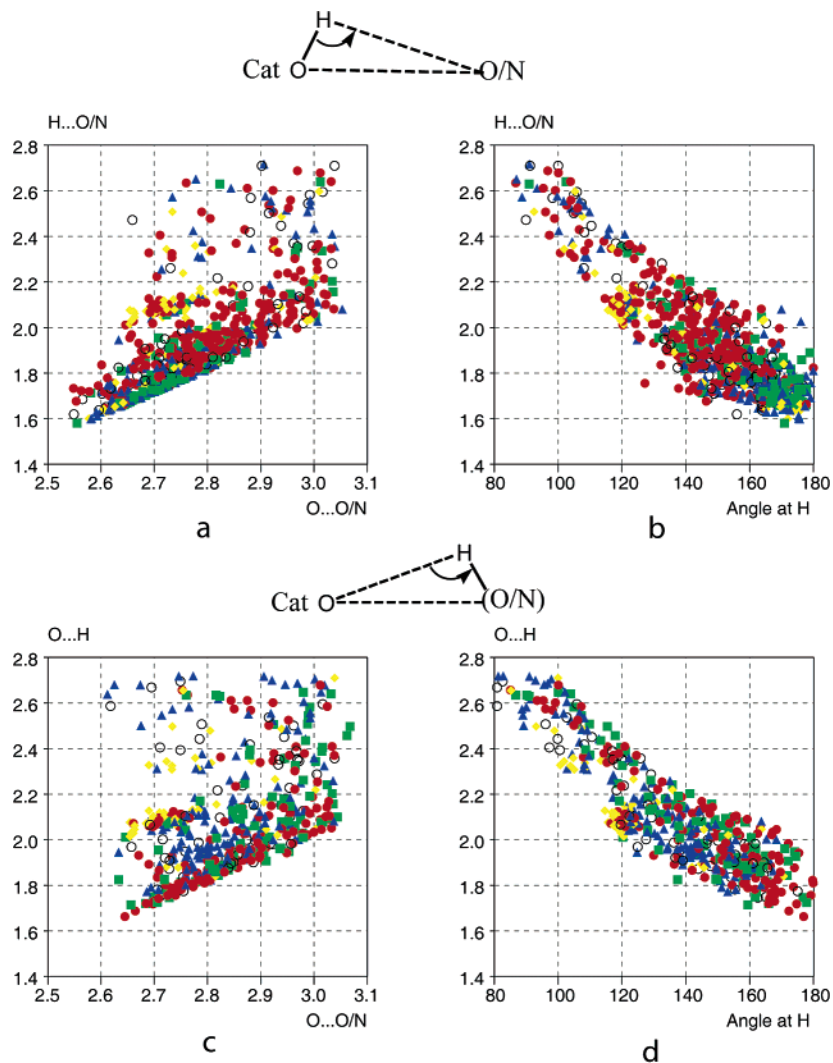 H
Cat O O/N
H...O/N H...O/N
2.8 2.8
2.6 2.6
2.4 2.4
2.2 2.2
2.0 2.0
1.8 1.8
1.6 1.6
1.4 1.4
2.5 2.6 2.7 2.8 2.9 3.0 3.1 80 100 120 140 160 180
O...O/N Angle at H
a b
H
Cat O (O/N)
O...H O...H
2.8 2.8
2.6 2.6
2.4 2.4
2.2 2.2
2.0 2.0
1.8 1.8
1.6 1.6
1.4 1.4
2.5 2.6 2.7 2.8 2.9 3.0 3.1 80 100 120 140 160 180
O...O/N Angle at H
c d